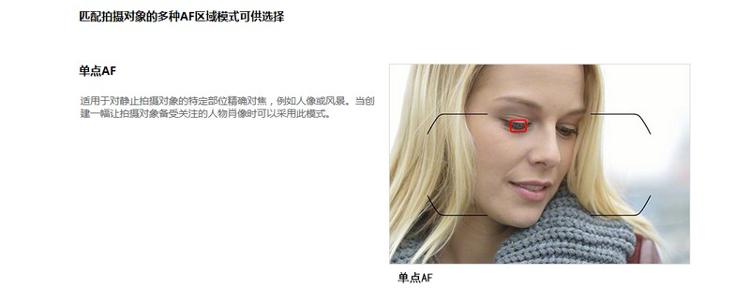 匹配拍摄对象的多种AF区域模式可供选择
单点AF
适用于对静止拍摄对象的特定部位精确对焦，例如人像或风景。当创
建一幅让拍摄对象备受关注的人物肖像时可以采用此模式。
单点AF